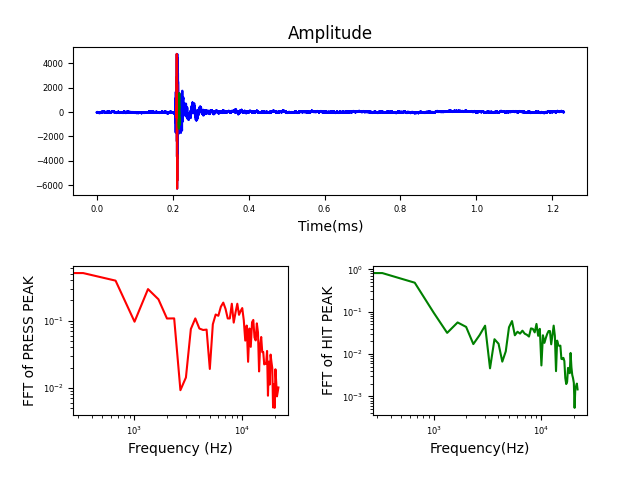 Amplitude
4000
2000
0
−2000
−4000
−6000
0.0 0.2 0.4 0.6 0.8 1.0 1.2
Time(ms)
FFT of PRESS PEAK
10⁻¹
10⁻²
10³ 10⁴
Frequency (Hz)
FFT of HIT PEAK
10⁰
10⁻¹
10⁻²
10⁻³
10³ 10⁴
Frequency(Hz)